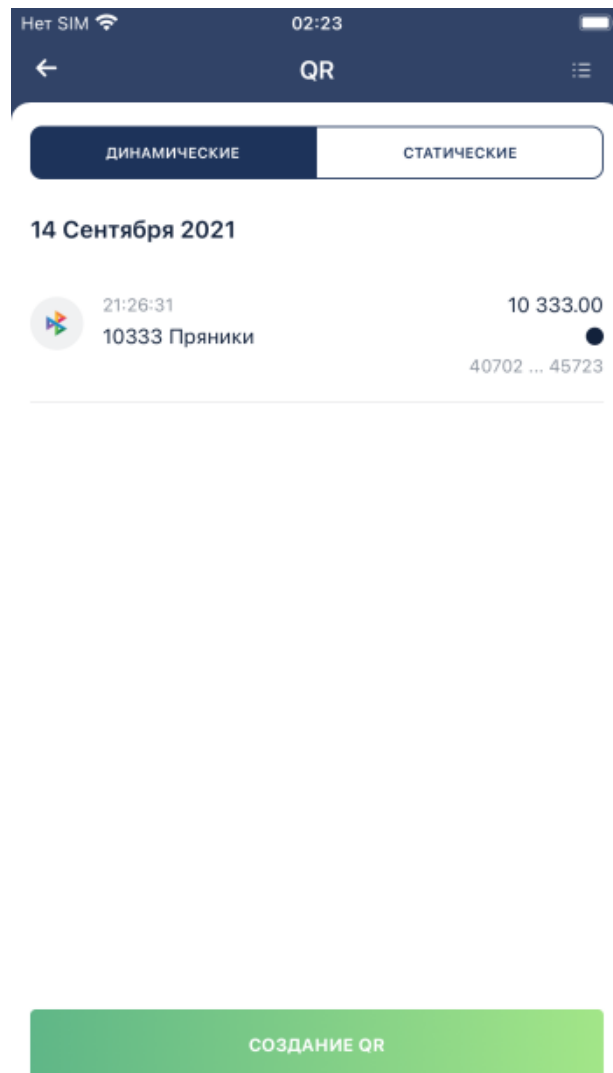 Нет SIM 02:23
QR
ДИНАМИЧЕСКИЕ СТАТИЧЕСКИЕ
14 Сентября 2021
21:26:31 10 333.00
10333 Пряники
40702 ... 45723
СОЗДАНИЕ QR